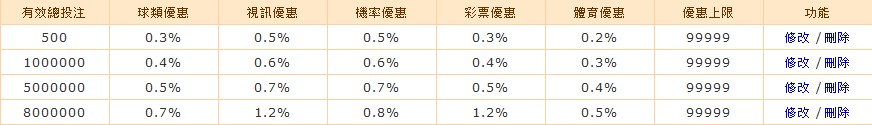 有效總投注 球類優惠 視訊優惠 機率優惠 彩票優惠 體育優惠 優惠上限 功能
500 0.3% 0.5% 0.5% 0.3% 0.2% 99999 修改 / 刪除
1000000 0.4% 0.6% 0.6% 0.4% 0.3% 99999 修改 / 刪除
5000000 0.5% 0.7% 0.7% 0.5% 0.4% 99999 修改 / 刪除
8000000 0.7% 1.2% 0.8% 1.2% 0.5% 99999 修改 / 刪除